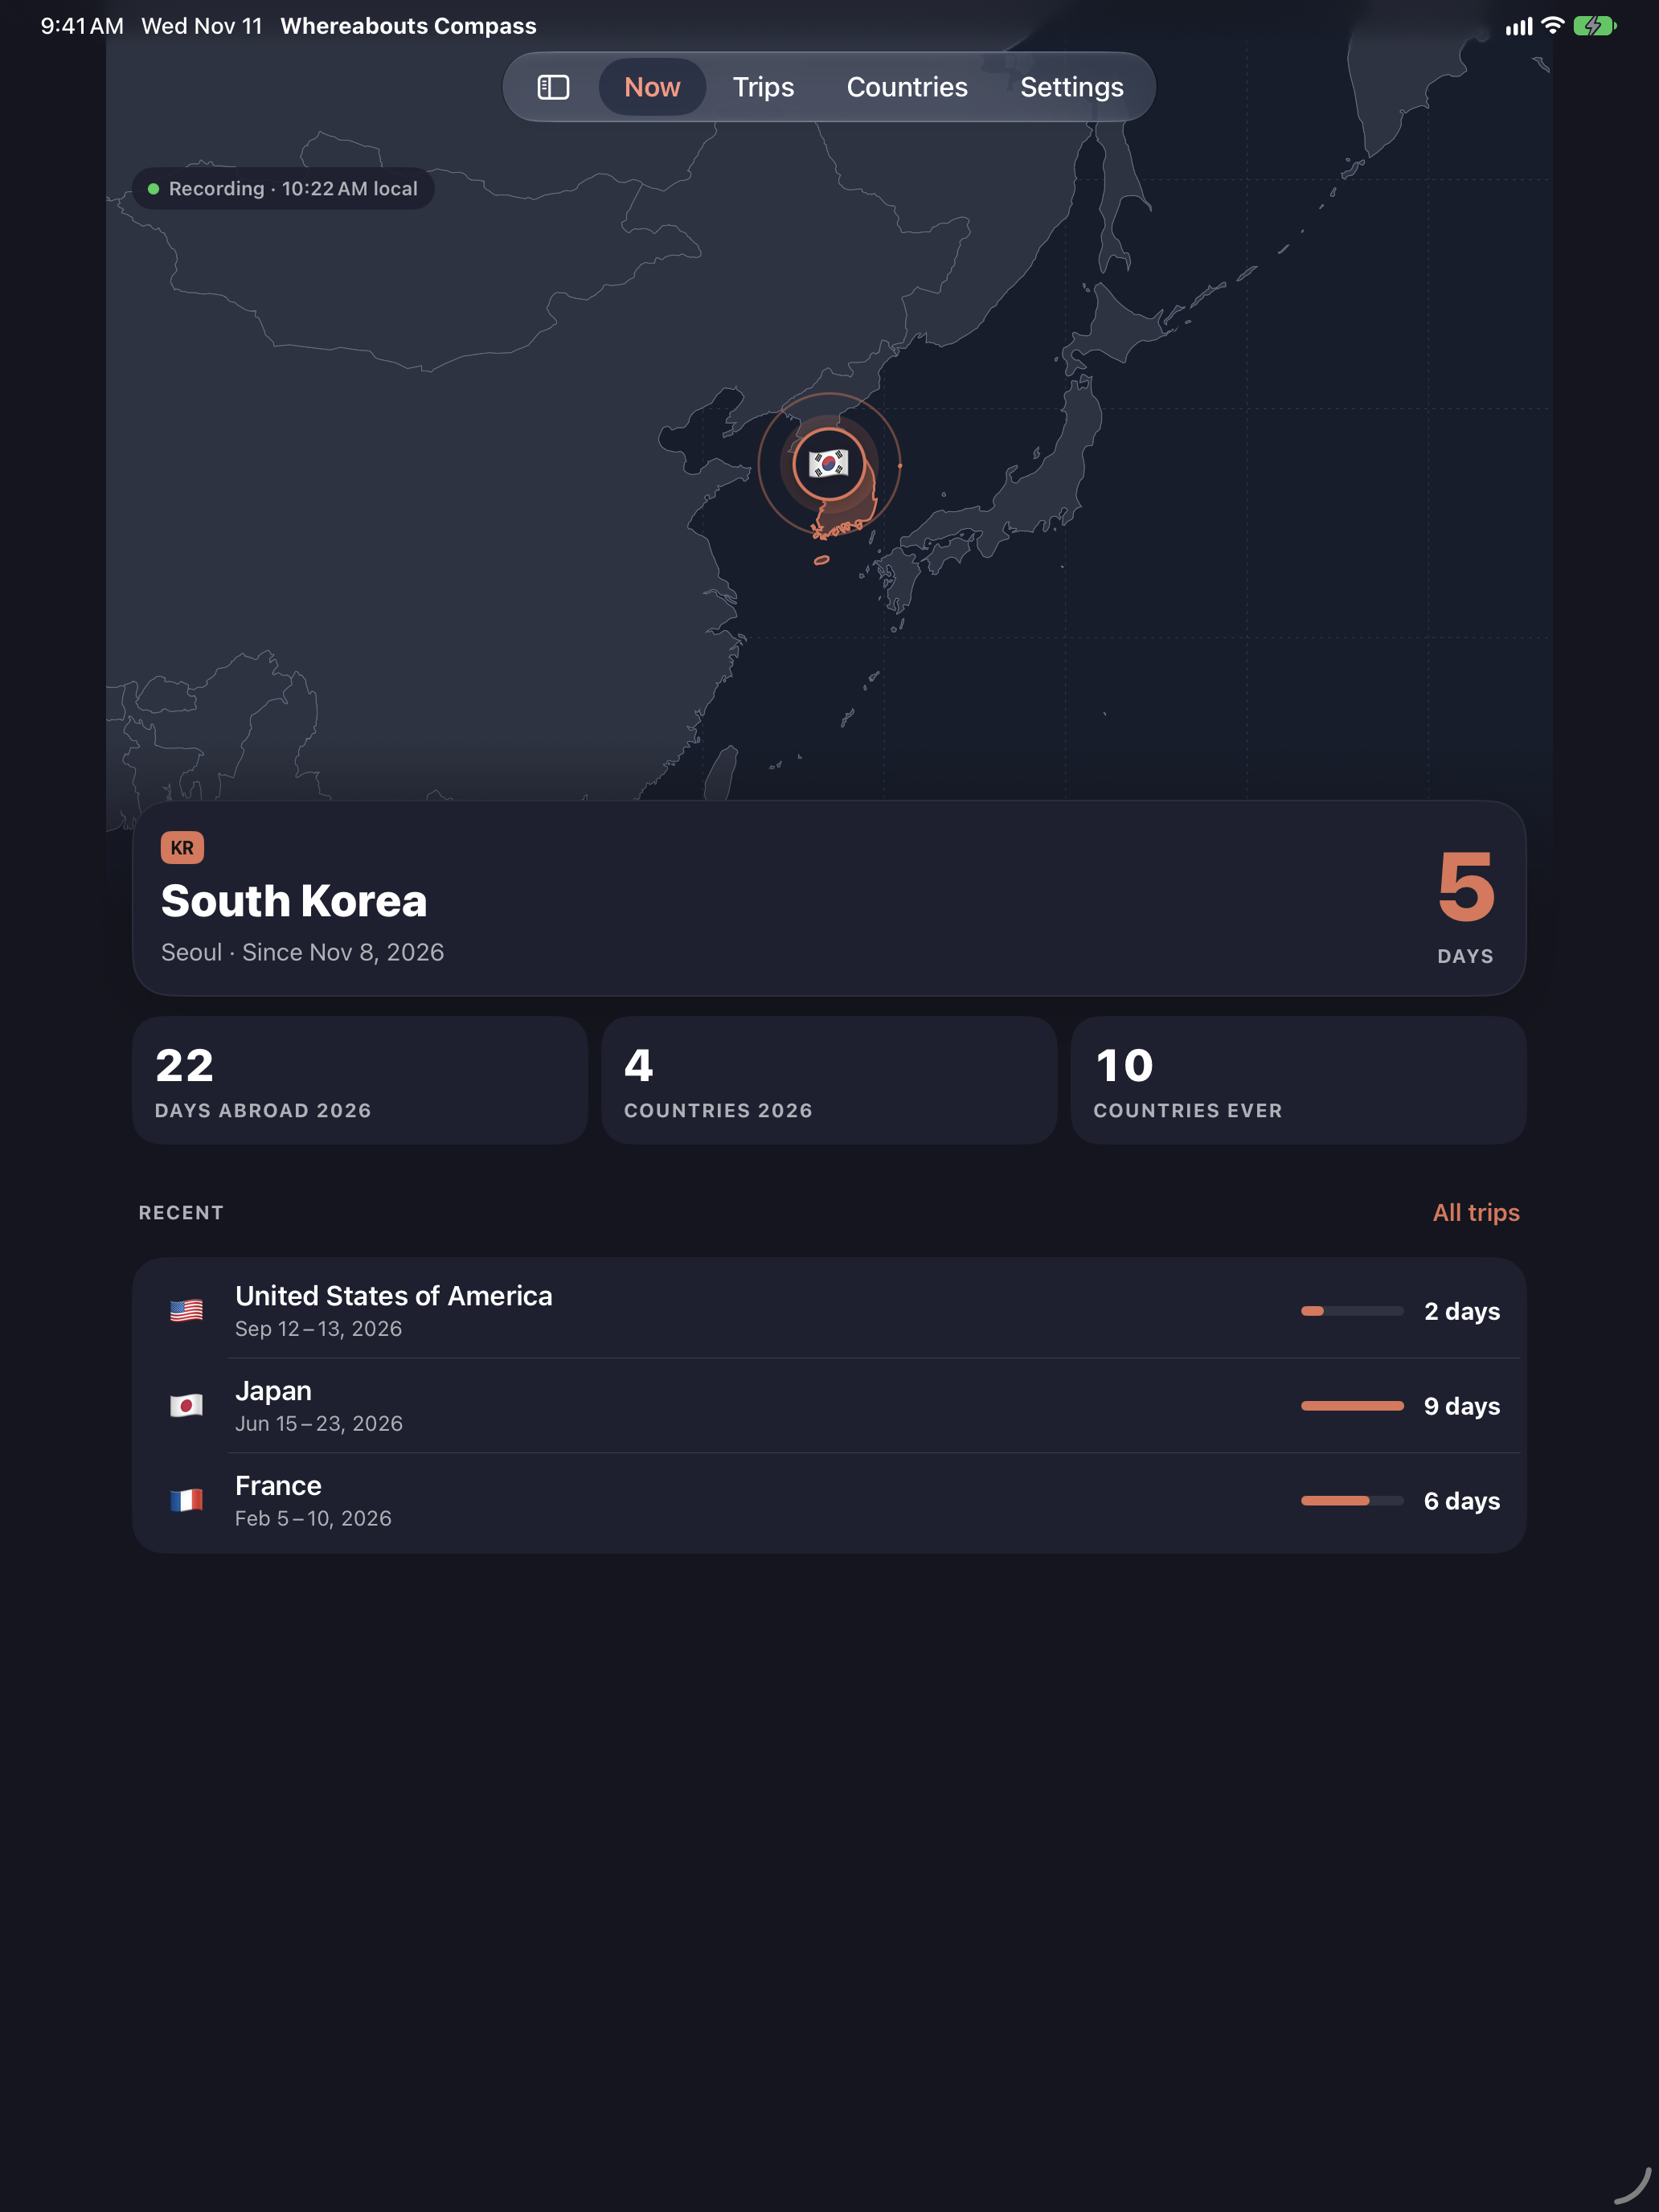 9:41 AM Wed Nov 11 Whereabouts Compass
Now Trips Countries Settings
Recording · 10:22 AM local
KR
South Korea
Seoul · Since Nov 8, 2026
5
DAYS
22
DAYS ABROAD 2026
4
COUNTRIES 2026
10
COUNTRIES EVER
RECENT
All trips
United States of America
Sep 12–13, 2026
2 days
Japan
Jun 15–23, 2026
9 days
France
Feb 5–10, 2026
6 days